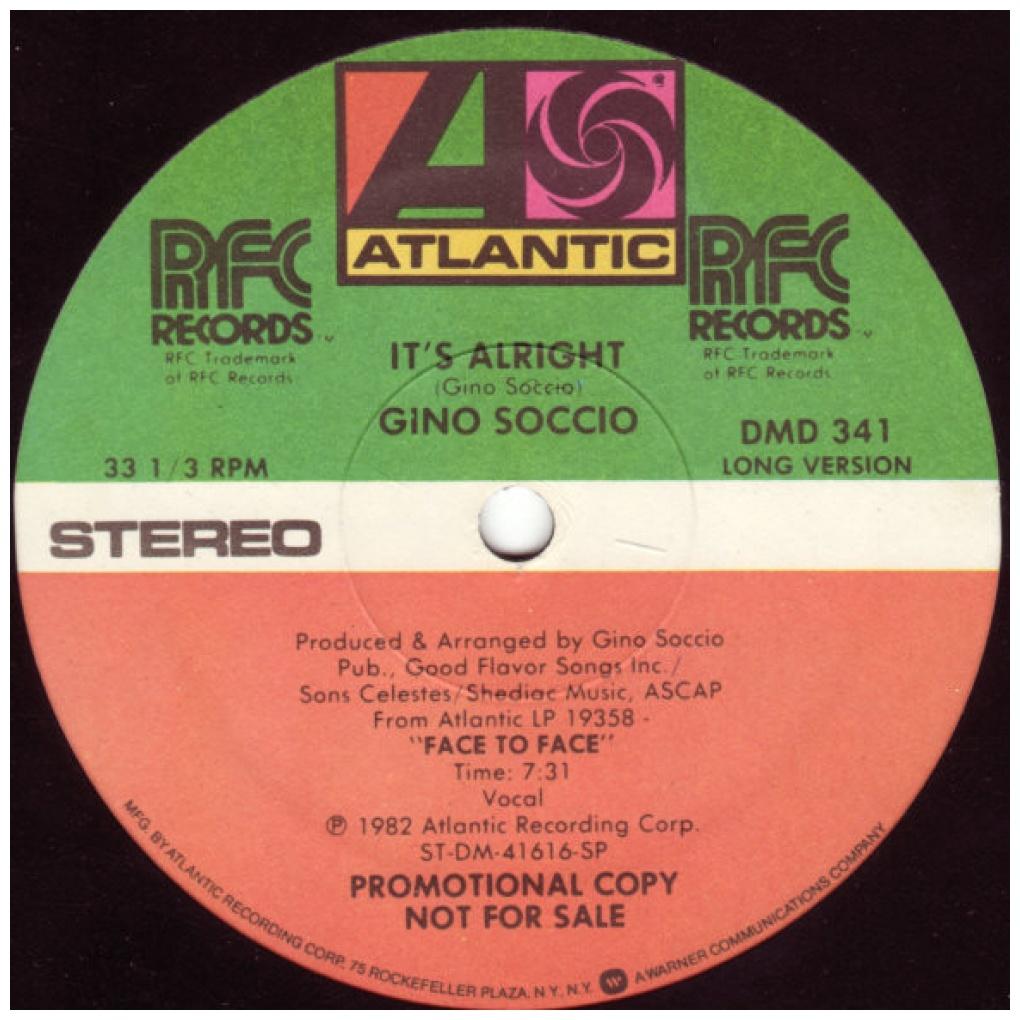 ATLANTIC
RFC
RECORDS
RFC Trademark
of RFC Records
RFC
RECORDS
RFC Trademark
of RFC Records
IT'S ALRIGHT
(Gino Soccio)
GINO SOCCIO
DMD 341
LONG VERSION
33 1/3 RPM
STEREO
Produced & Arranged by Gino Soccio
Pub., Good Flavor Songs Inc./
Sons Celestes/Shediac Music, ASCAP
From Atlantic LP 19358 -
"FACE TO FACE"
Time: 7:31
Vocal
℗ 1982 Atlantic Recording Corp.
ST-DM-41616-SP
PROMOTIONAL COPY
NOT FOR SALE
MFG. BY ATLANTIC RECORDING CORP. 75 ROCKEFELLER PLAZA, N.Y. N.Y. W A WARNER COMMUNICATIONS COMPANY